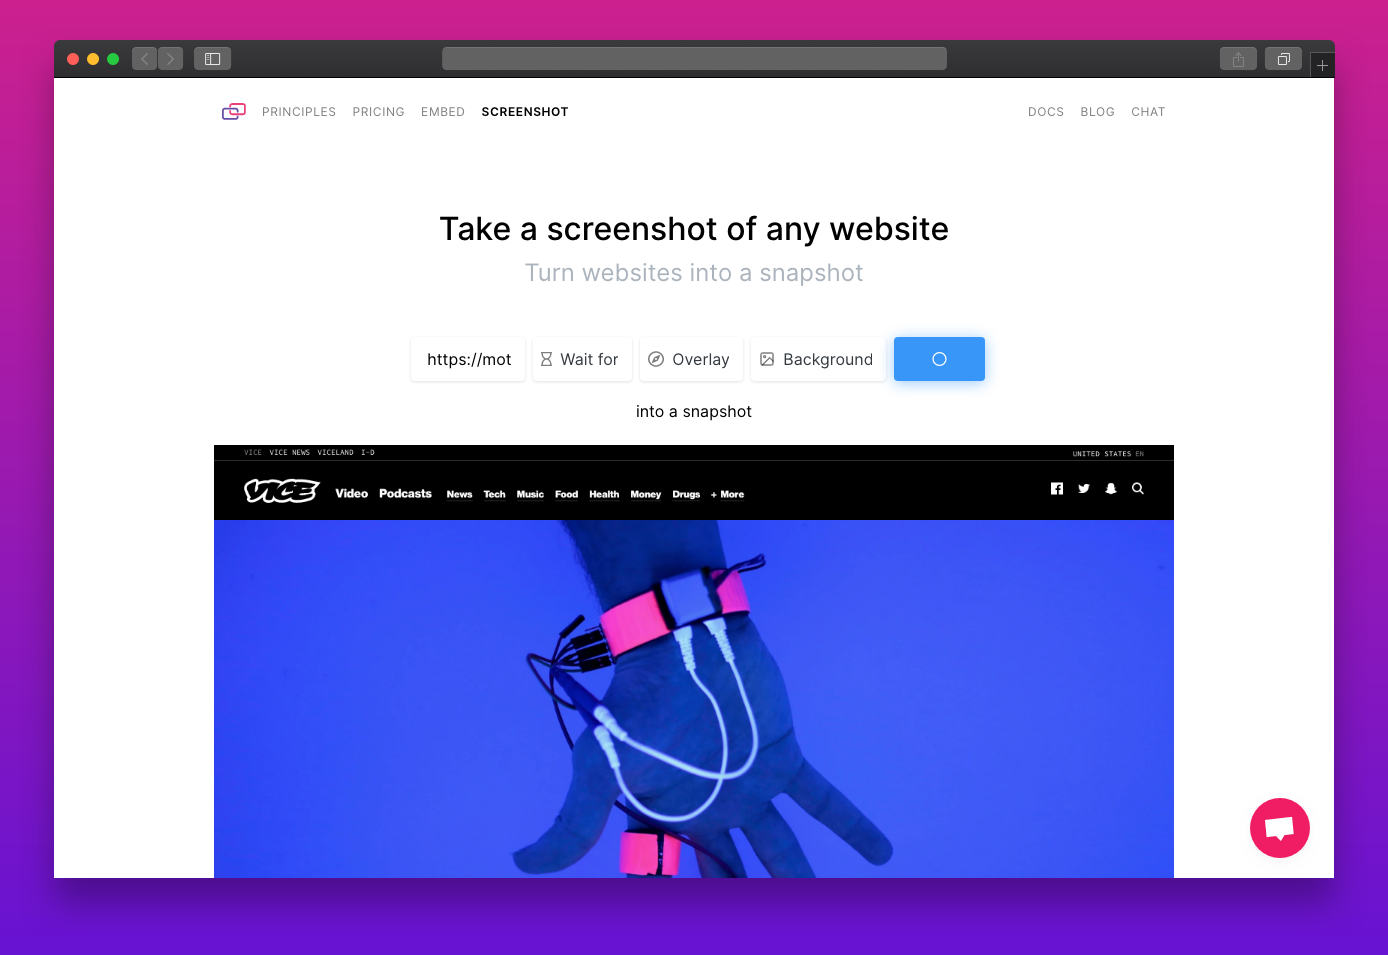 PRINCIPLES PRICING EMBED SCREENSHOT DOCS BLOG CHAT
Take a screenshot of any website
Turn websites into a snapshot
https://mot Wait for Overlay Background
into a snapshot
VICE VICE NEWS VICELAND I-D UNITED STATES EN
VICE Video Podcasts News Tech Music Food Health Money Drugs + More